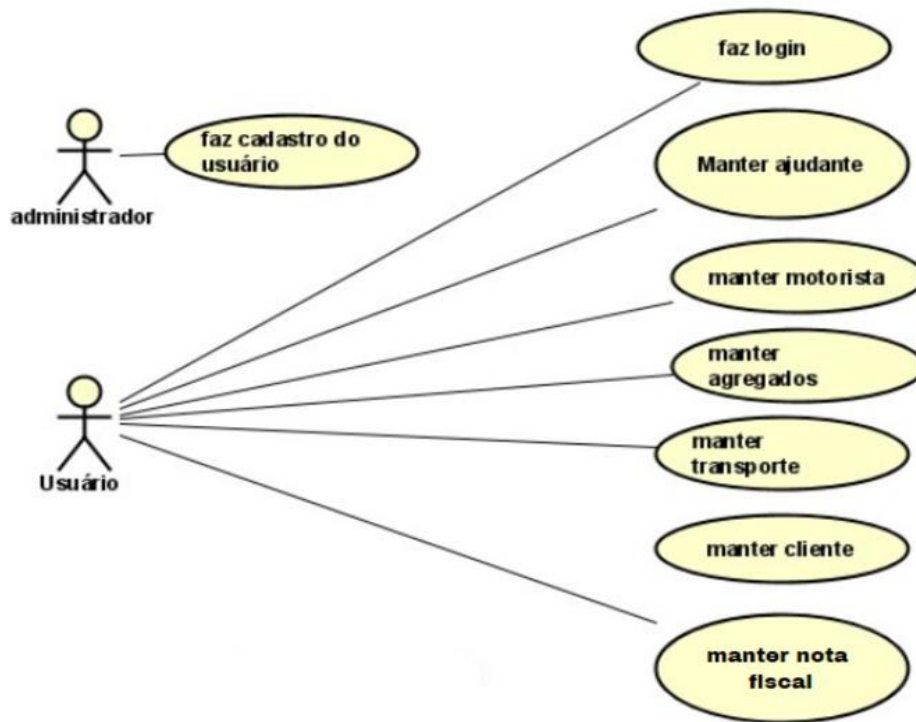 faz login
faz cadastro do
usuário
administrador
Manter ajudante
manter motorista
manter
agregados
manter
transporte
Usuário
manter cliente
manter nota
fiscal